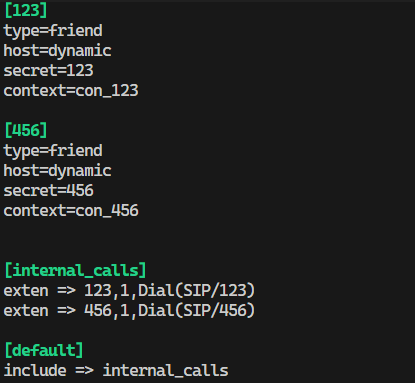 [123]
type=friend
host=dynamic
secret=123
context=con_123
[456]
type=friend
host=dynamic
secret=456
context=con_456
[internal_calls]
exten => 123,1,Dial(SIP/123)
exten => 456,1,Dial(SIP/456)
[default]
include => internal_calls